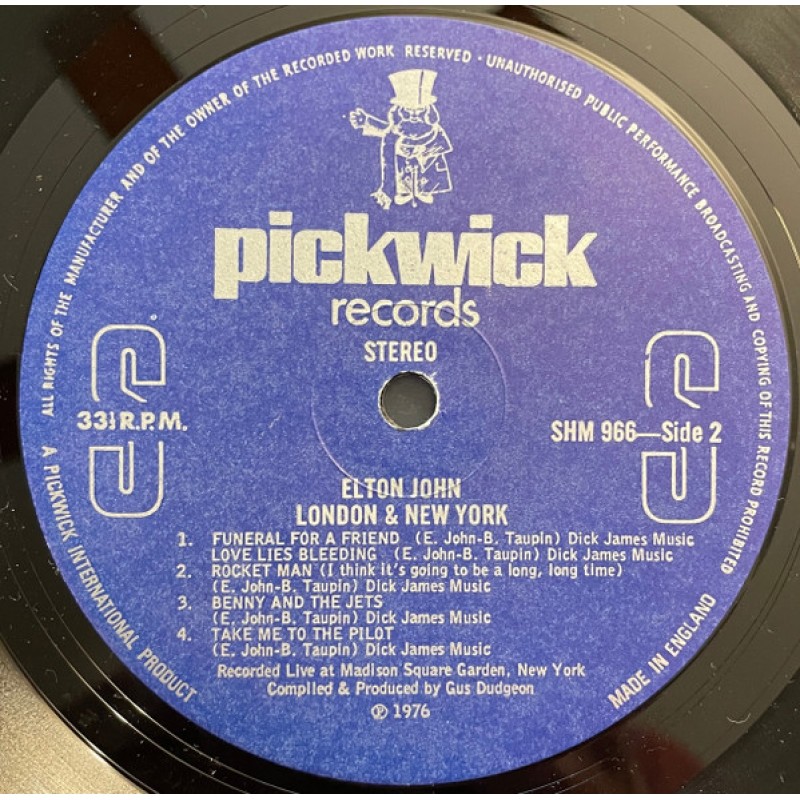 ALL RIGHTS OF THE MANUFACTURER AND OF THE OWNER OF THE RECORDED WORK RESERVED · UNAUTHORISED PUBLIC PERFORMANCE BROADCASTING AND COPYING OF THIS RECORD PROHIBITED
pickwick
records
STEREO
33⅓ R.P.M.
SHM 966—Side 2
ELTON JOHN
LONDON & NEW YORK
1. FUNERAL FOR A FRIEND (E. John-B. Taupin) Dick James Music
LOVE LIES BLEEDING (E. John-B. Taupin) Dick James Music
2. ROCKET MAN (I think it's going to be a long, long time)
(E. John-B. Taupin) Dick James Music
3. BENNY AND THE JETS
(E. John-B. Taupin) Dick James Music
4. TAKE ME TO THE PILOT
(E. John-B. Taupin) Dick James Music
Recorded Live at Madison Square Garden, New York
Compiled & Produced by Gus Dudgeon
℗ 1976
A PICKWICK INTERNATIONAL PRODUCT
MADE IN ENGLAND